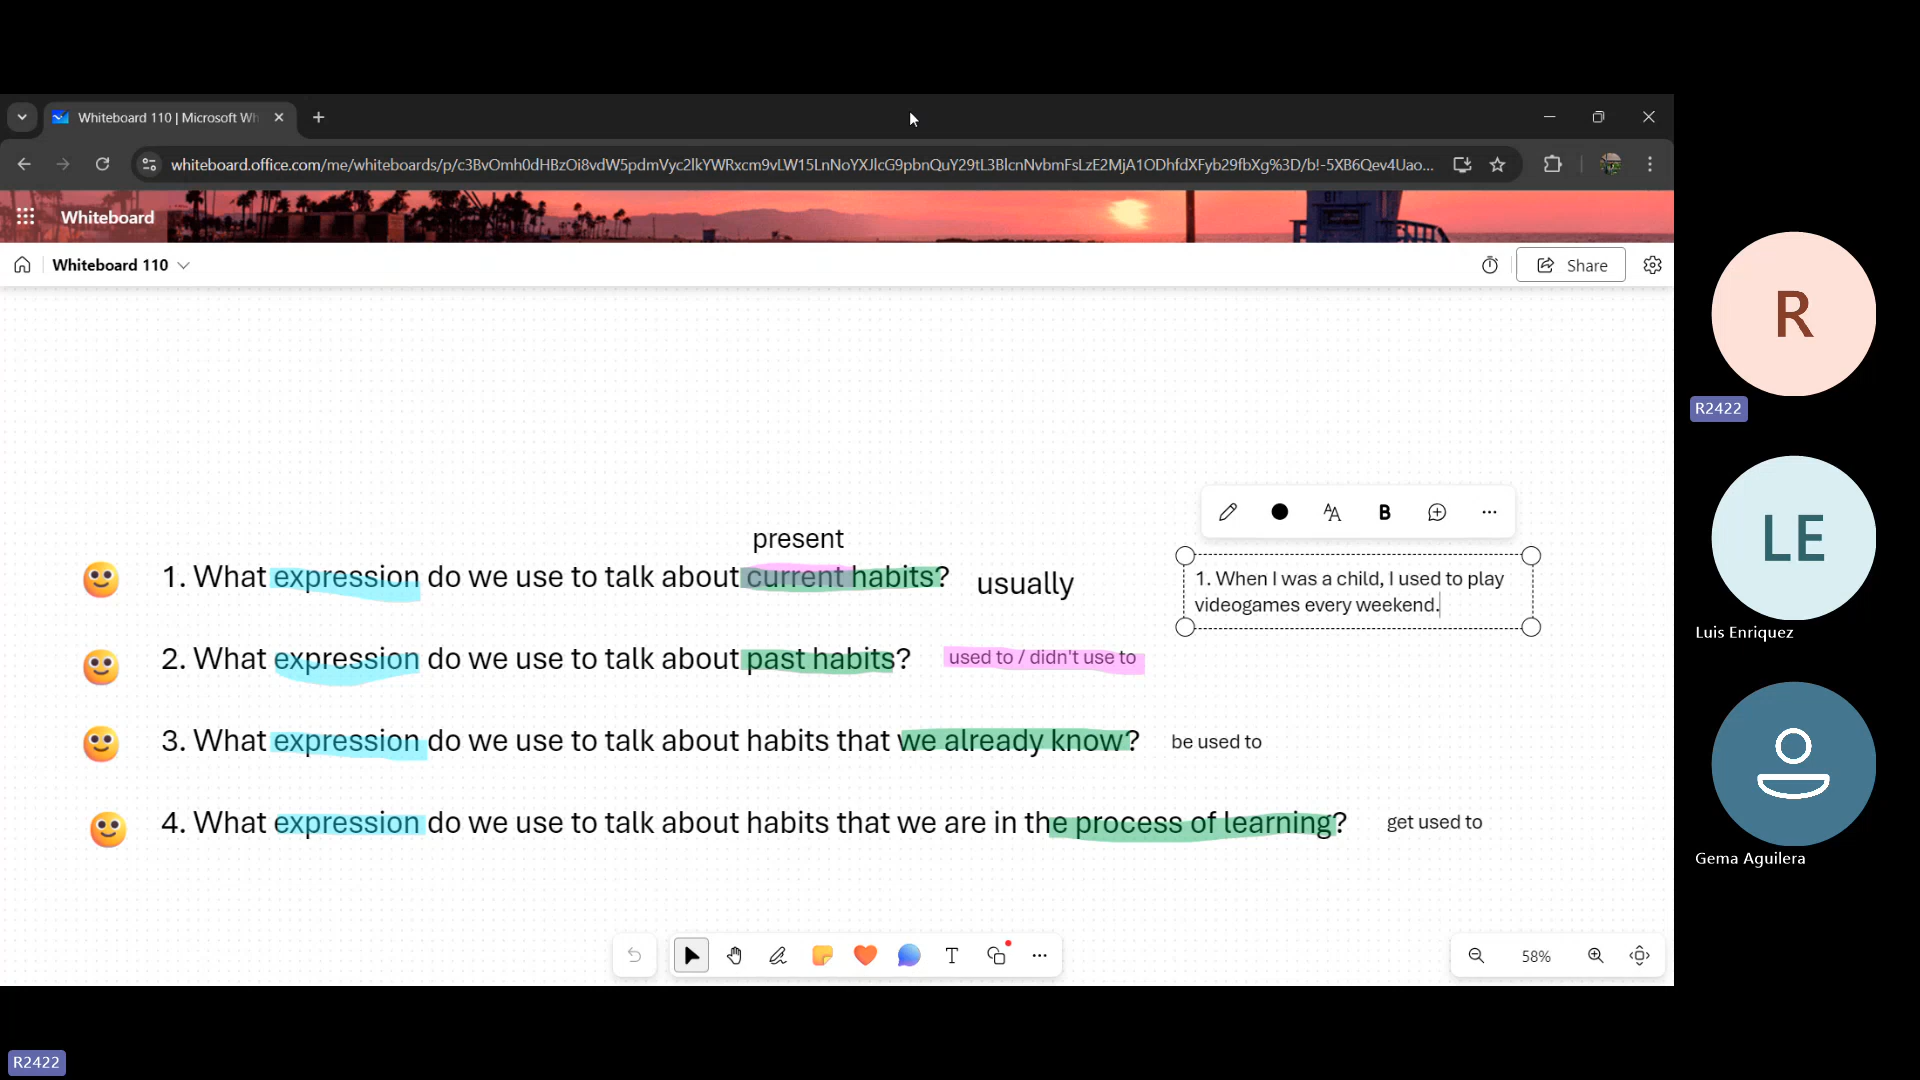 Whiteboard 110 | Microsoft Wh
whiteboard.office.com/me/whiteboards/p/c3BvOmh0dHBzOi8vdW5pdmVyc2lkYWRxcm9vLW15LnNoYXJlcG9pbnQuY29tL3BlcnNvbmFsLzE2MjA1ODhfdXFyb29fbXg%3D/b!-5XB6Qev4Uao...
Whiteboard
Whiteboard 110
Share
present
1. What expression do we use to talk about current habits?
usually
1. When I was a child, I used to play
videogames every weekend.
2. What expression do we use to talk about past habits?
used to / didn't use to
3. What expression do we use to talk about habits that we already know?
be used to
4. What expression do we use to talk about habits that we are in the process of learning?
get used to
58%
R
R2422
LE
Luis Enriquez
Gema Aguilera
R2422